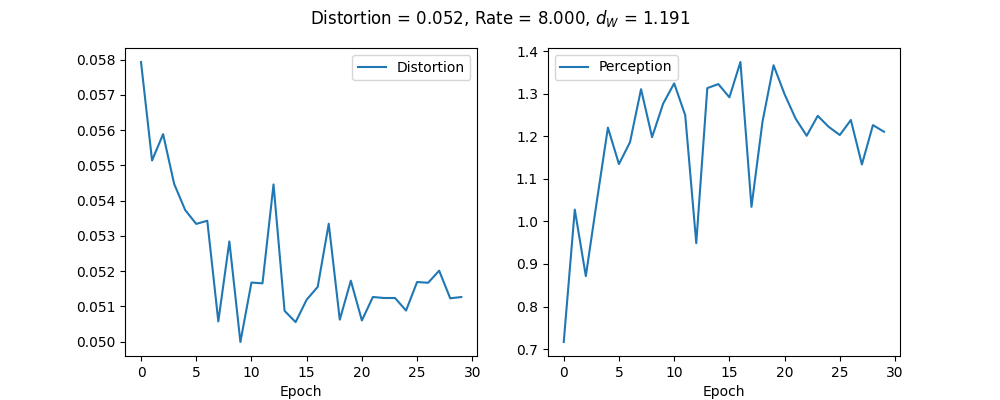 Distortion = 0.052, Rate = 8.000, d_W = 1.191
0.058
0.057
0.056
0.055
0.054
0.053
0.052
0.051
0.050
Distortion
0 5 10 15 20 25 30
Epoch
1.4
1.3
1.2
1.1
1.0
0.9
0.8
0.7
Perception
0 5 10 15 20 25 30
Epoch